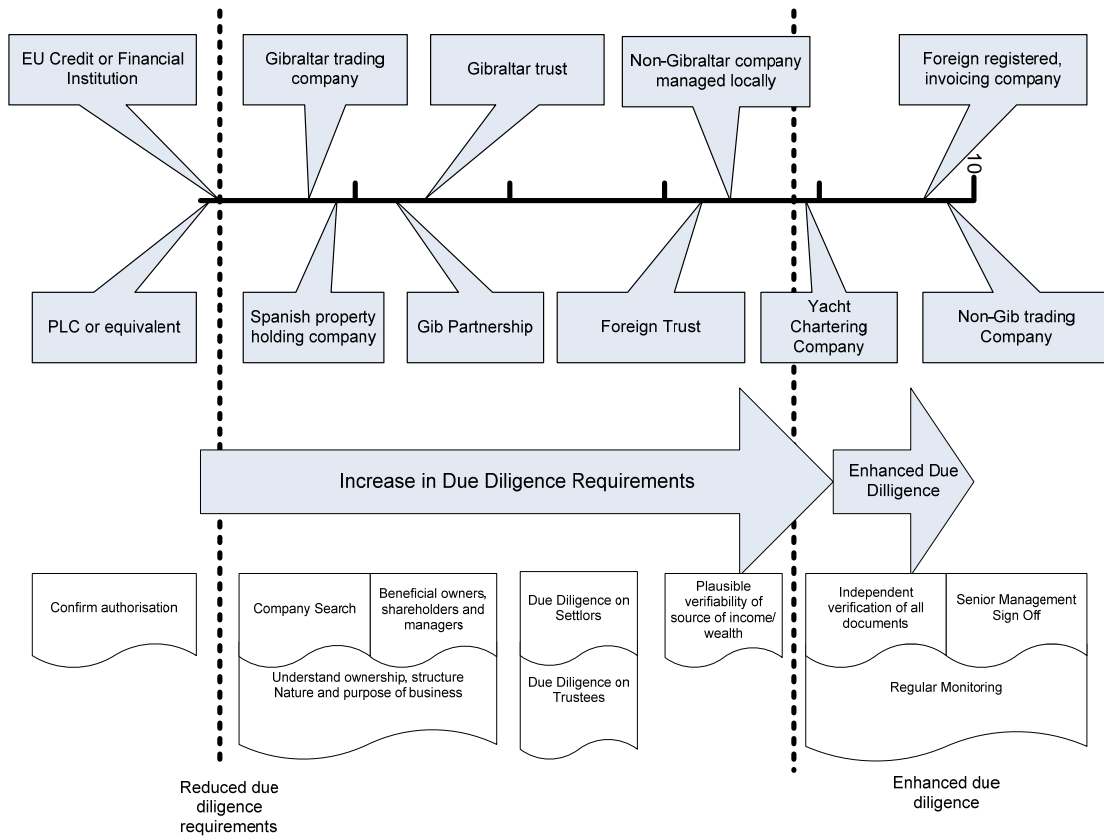 EU Credit or Financial
Institution
Gibraltar trading
company
Gibraltar trust
Non-Gibraltar company
managed locally
Foreign registered,
invoicing company
10
PLC or equivalent
Spanish property
holding company
Gib Partnership
Foreign Trust
Yacht
Chartering
Company
Non-Gib trading
Company
Increase in Due Diligence Requirements
Enhanced Due
Dilligence
Confirm authorisation
Company Search
Beneficial owners,
shareholders and
managers
Understand ownership, structure
Nature and purpose of business
Due Diligence on
Settlors
Due Diligence on
Trustees
Plausible
verifiability of
source of income/
wealth
Independent
verification of all
documents
Senior Management
Sign Off
Regular Monitoring
Reduced due
diligence
requirements
Enhanced due
diligence